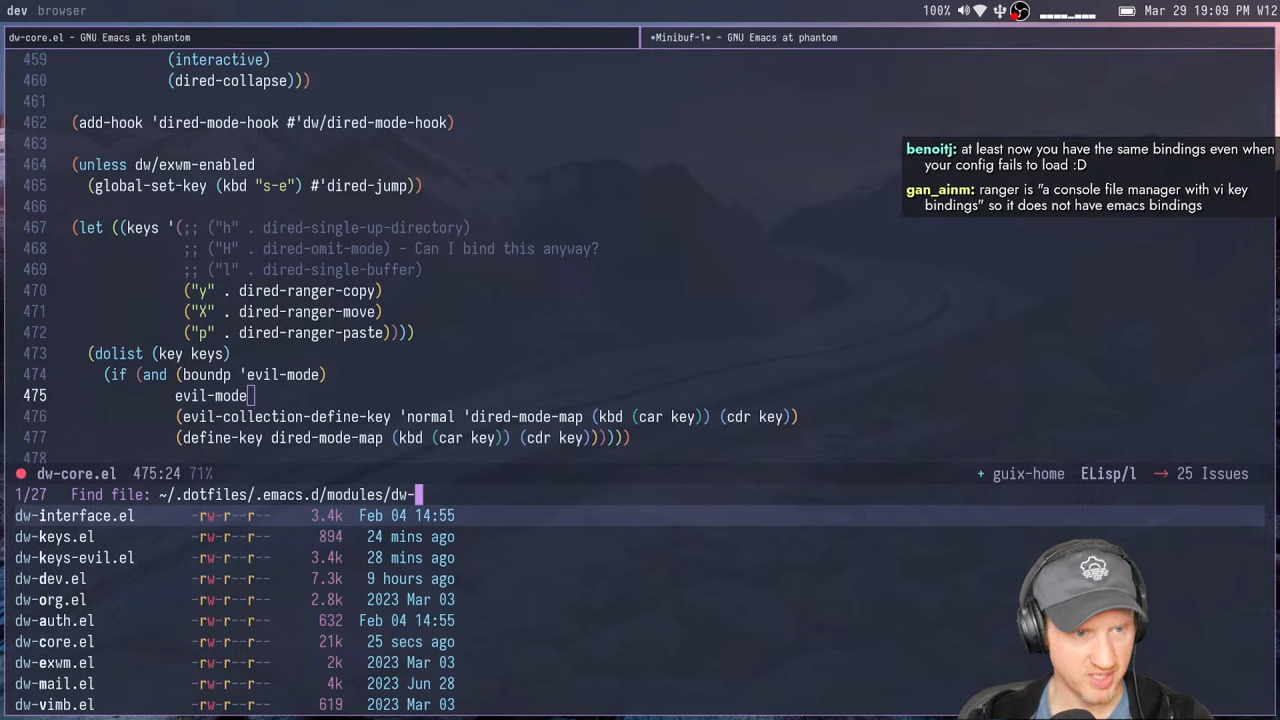 dev browser
100% Mar 29 19:09 PM W12
dw-core.el – GNU Emacs at phantom
*Minibuf-1* – GNU Emacs at phantom
459 (interactive)
460 (dired-collapse)))
461
462 (add-hook 'dired-mode-hook #'dw/dired-mode-hook)
463
464 (unless dw/exwm-enabled
465 (global-set-key (kbd "s-e") #'dired-jump))
466
467 (let ((keys '(;; ("h" . dired-single-up-directory)
468 ;; ("H" . dired-omit-mode) – Can I bind this anyway?
469 ;; ("l" . dired-single-buffer)
470 ("y" . dired-ranger-copy)
471 ("X" . dired-ranger-move)
472 ("p" . dired-ranger-paste))))
473 (dolist (key keys)
474 (if (and (boundp 'evil-mode)
475 evil-mode
476 (evil-collection-define-key 'normal 'dired-mode-map (kbd (car key)) (cdr key))
477 (define-key dired-mode-map (kbd (car key)) (cdr key))))))
478
benoitj: at least now you have the same bindings even when
your config fails to load :D
gan_ainm: ranger is "a console file manager with vi key
bindings" so it does not have emacs bindings
dw-core.el 475:24 71% + guix-home ELisp/l → 25 Issues
1/27 Find file: ~/.dotfiles/.emacs.d/modules/dw-
dw-interface.el -rw-r--r-- 3.4k Feb 04 14:55
dw-keys.el -rw-r--r-- 894 24 mins ago
dw-keys-evil.el -rw-r--r-- 3.4k 28 mins ago
dw-dev.el -rw-r--r-- 7.3k 9 hours ago
dw-org.el -rw-r--r-- 2.8k 2023 Mar 03
dw-auth.el -rw-r--r-- 632 Feb 04 14:55
dw-core.el -rw-r--r-- 21k 25 secs ago
dw-exwm.el -rw-r--r-- 2k 2023 Mar 03
dw-mail.el -rw-r--r-- 4k 2023 Jun 28
dw-vimb.el -rw-r--r-- 619 2023 Mar 03